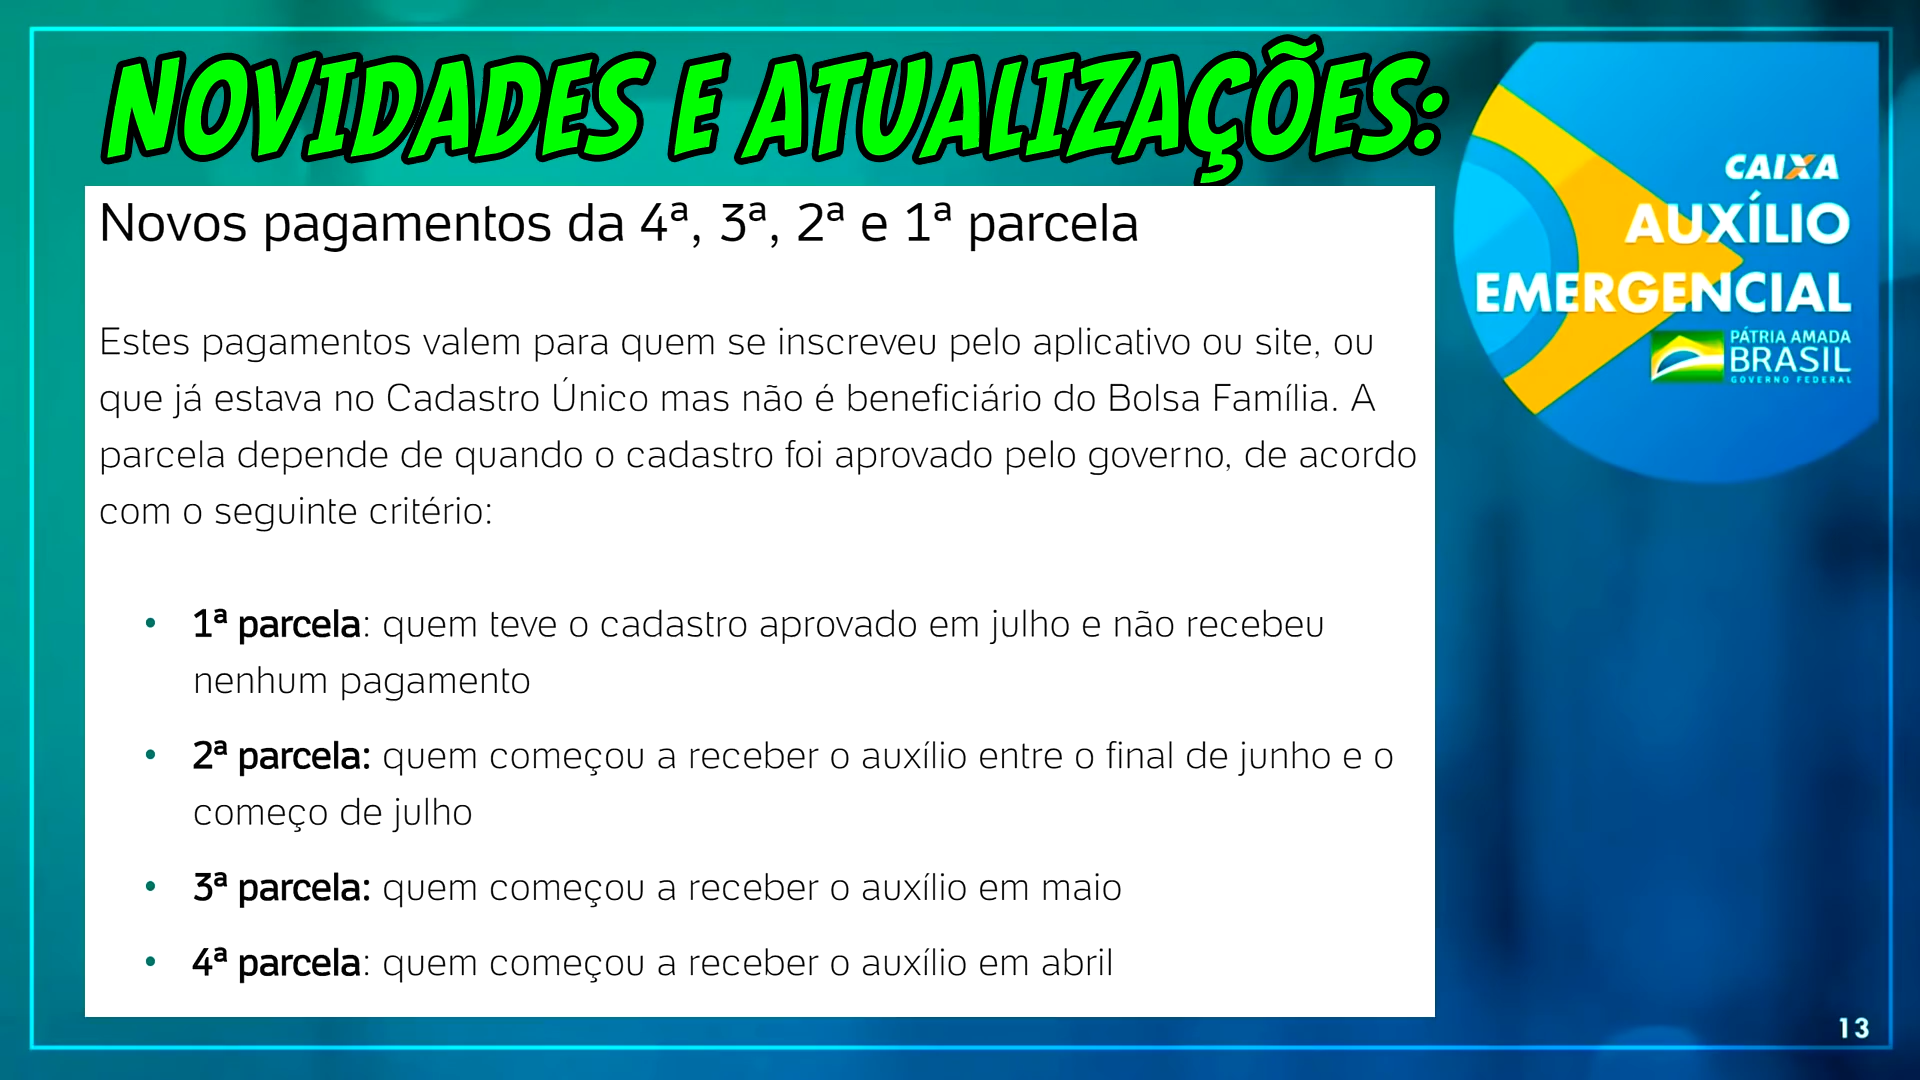 NOVIDADES E ATUALIZAÇÕES:
Novos pagamentos da 4ª, 3ª, 2ª e 1ª parcela
Estes pagamentos valem para quem se inscreveu pelo aplicativo ou site, ou
que já estava no Cadastro Único mas não é beneficiário do Bolsa Família. A
parcela depende de quando o cadastro foi aprovado pelo governo, de acordo
com o seguinte critério:
• 1ª parcela: quem teve o cadastro aprovado em julho e não recebeu
nenhum pagamento
• 2ª parcela: quem começou a receber o auxílio entre o final de junho e o
começo de julho
• 3ª parcela: quem começou a receber o auxílio em maio
• 4ª parcela: quem começou a receber o auxílio em abril
CAIXA
AUXÍLIO
EMERGENCIAL
PÁTRIA AMADA
BRASIL
GOVERNO FEDERAL
13